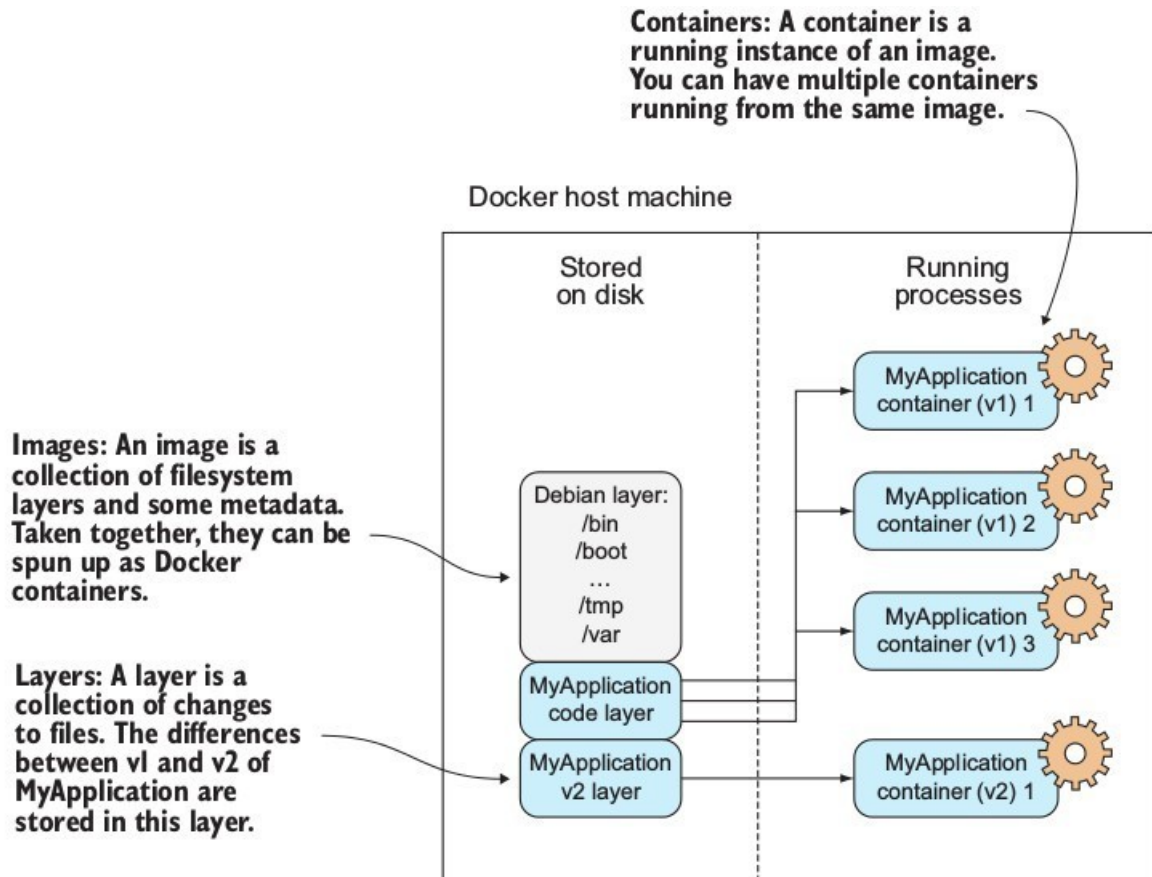 Containers: A container is a
running instance of an image.
You can have multiple containers
running from the same image.
Docker host machine
Stored
on disk
Running
processes
MyApplication
container (v1) 1
Images: An image is a
collection of filesystem
layers and some metadata.
Taken together, they can be
spun up as Docker
containers.
Debian layer:
/bin
/boot
...
/tmp
/var
MyApplication
container (v1) 2
MyApplication
container (v1) 3
Layers: A layer is a
collection of changes
to files. The differences
between v1 and v2 of
MyApplication are
stored in this layer.
MyApplication
code layer
MyApplication
v2 layer
MyApplication
container (v2) 1